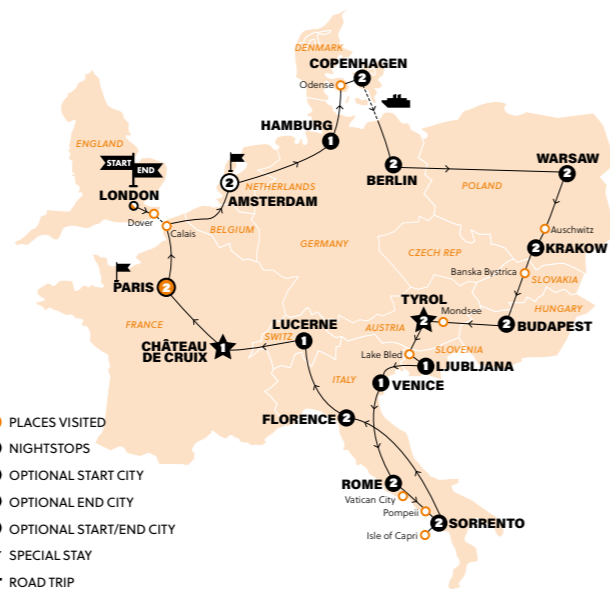 DENMARK
COPENHAGEN
2
Odense
HAMBURG
1
ENGLAND
START
END
LONDON
Dover
Calais
2
AMSTERDAM
NETHERLANDS
BELGIUM
2
BERLIN
WARSAW
2
POLAND
GERMANY
Auschwitz
2
KRAKOW
CZECH REP
Banska Bystrica
SLOVAKIA
PARIS
2
TYROL
2
Mondsee
HUNGARY
2
BUDAPEST
FRANCE
LUCERNE
1
SWITZ
AUSTRIA
CHÂTEAU
DE CRUIX
1
Lake Bled
SLOVENIA
1
LJUBLJANA
ITALY
1
VENICE
FLORENCE
2
ROME
2
Vatican City
Pompeii
2
SORRENTO
Isle of Capri
PLACES VISITED
NIGHTSTOPS
OPTIONAL START CITY
OPTIONAL END CITY
OPTIONAL START/END CITY
SPECIAL STAY
ROAD TRIP